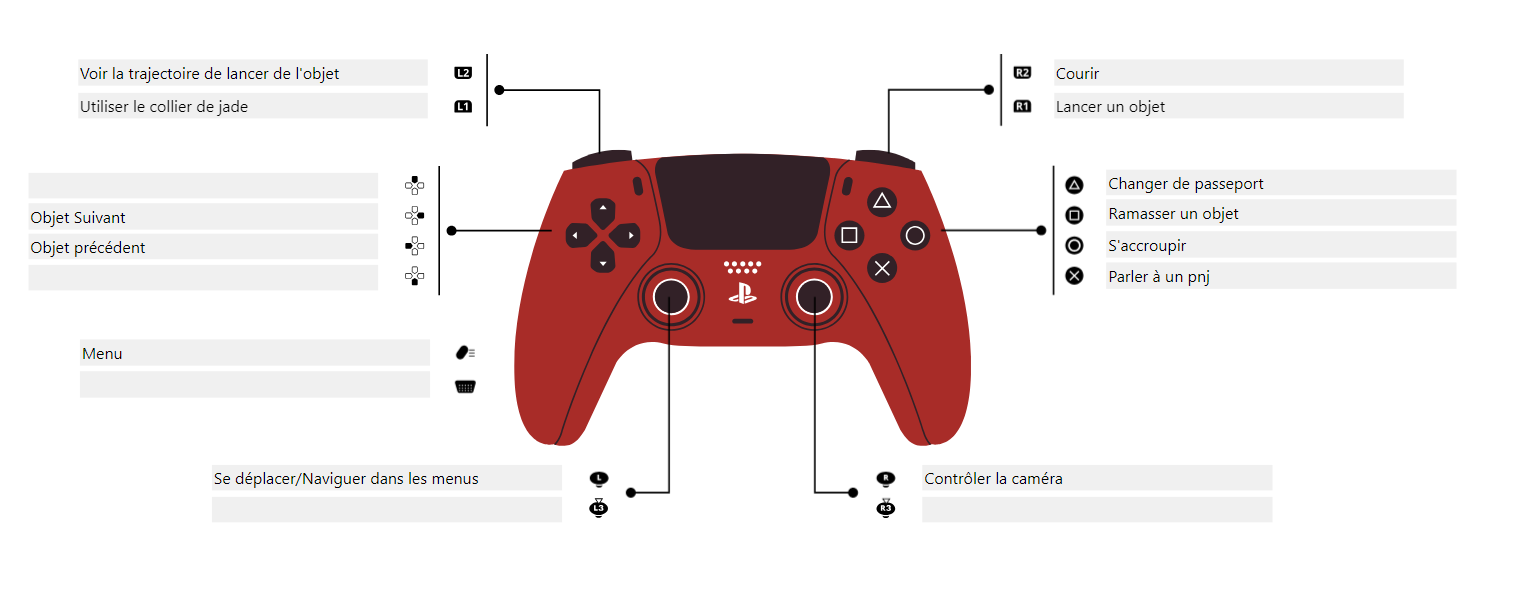 Voir la trajectoire de lancer de l'objet L2
Utiliser le collier de jade L1
R2 Courir
R1 Lancer un objet
Objet Suivant
Objet précédent
Changer de passeport
Ramasser un objet
S'accroupir
Parler à un pnj
Menu
Se déplacer/Naviguer dans les menus L
L3
R Contrôler la caméra
R3